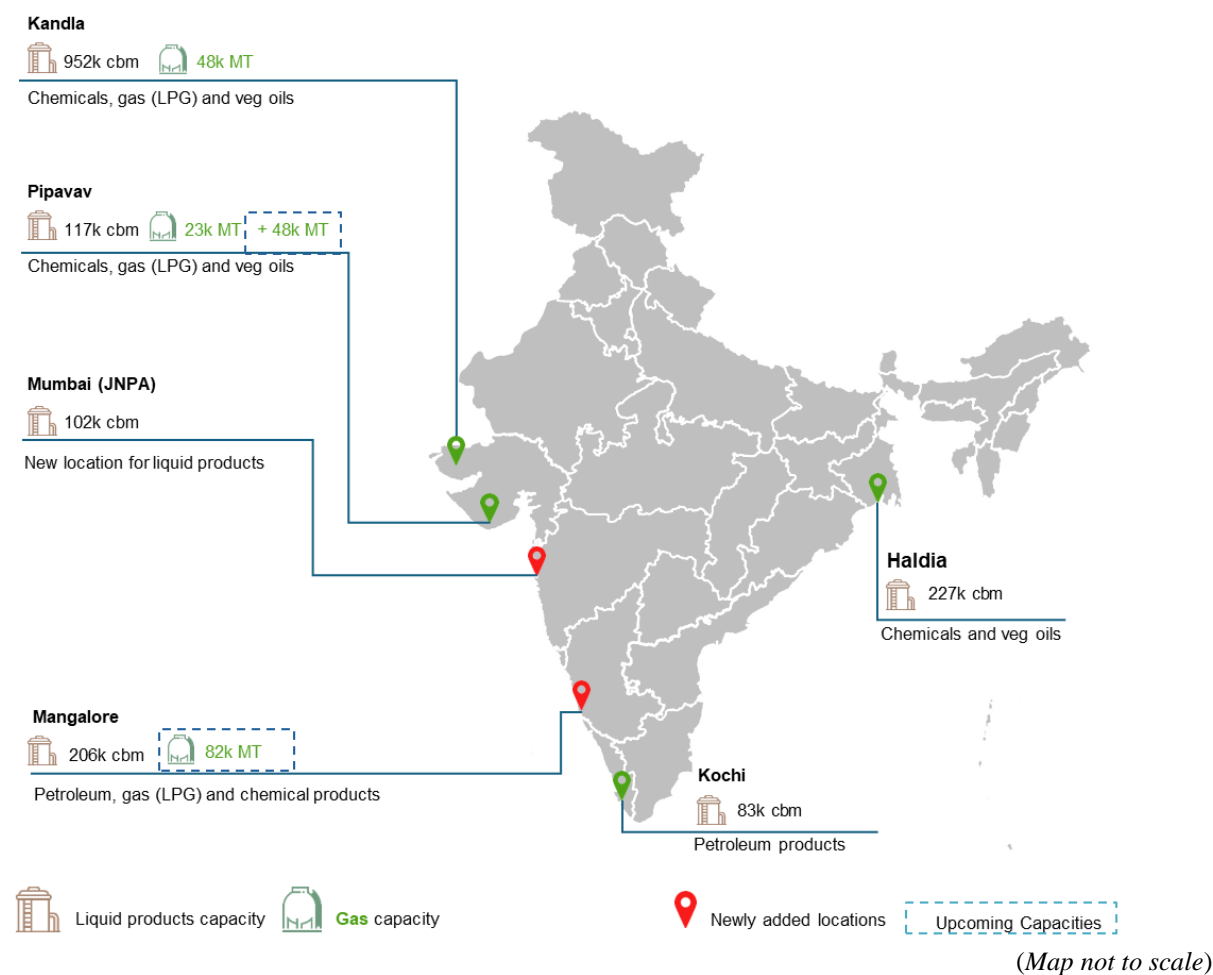 Kandla
952k cbm 48k MT
Chemicals, gas (LPG) and veg oils
Pipavav
117k cbm 23k MT + 48k MT
Chemicals, gas (LPG) and veg oils
Mumbai (JNPA)
102k cbm
New location for liquid products
Haldia
227k cbm
Chemicals and veg oils
Mangalore
206k cbm 82k MT
Petroleum, gas (LPG) and chemical products
Kochi
83k cbm
Petroleum products
Liquid products capacity Gas capacity Newly added locations Upcoming Capacities
(Map not to scale)